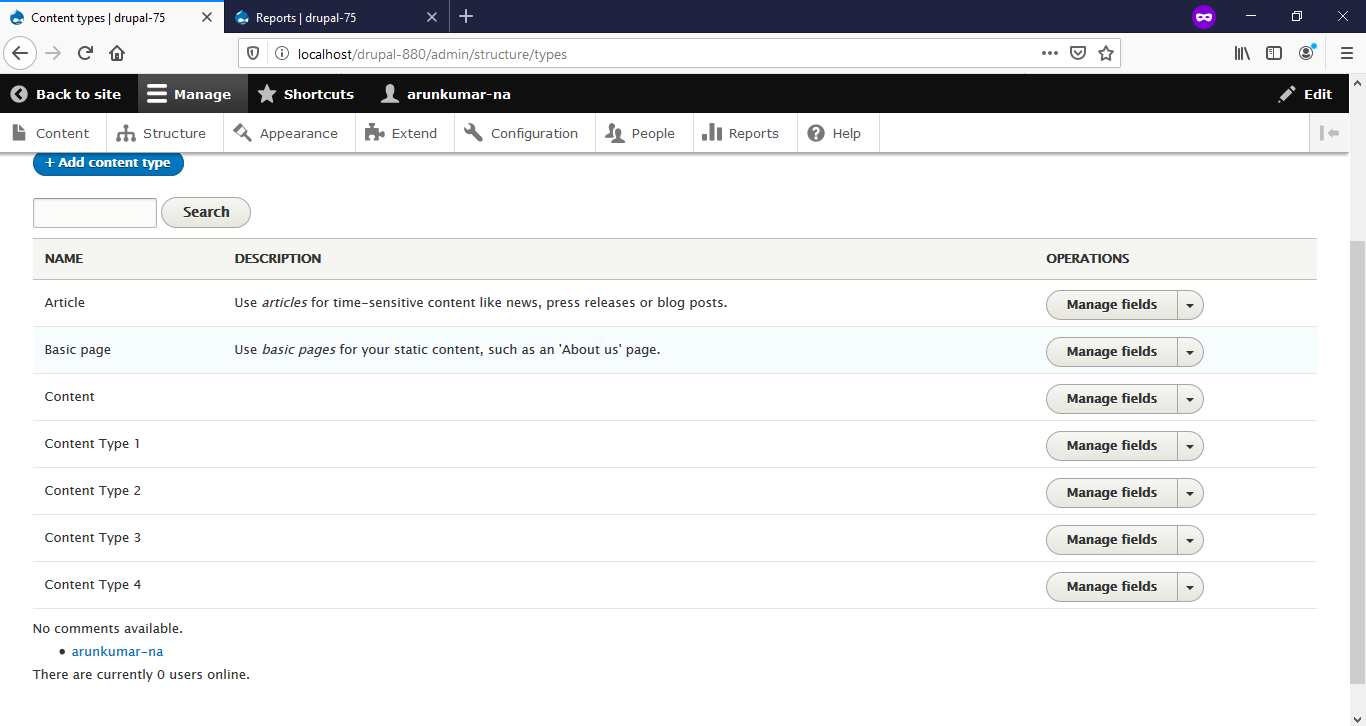 Content types | drupal-75
Reports | drupal-75
localhost/drupal-880/admin/structure/types
Back to site
Manage
Shortcuts
arunkumar-na
Edit
Content
Structure
Appearance
Extend
Configuration
People
Reports
Help
+ Add content type
Search
NAME DESCRIPTION OPERATIONS
Article Use articles for time-sensitive content like news, press releases or blog posts. Manage fields
Basic page Use basic pages for your static content, such as an 'About us' page. Manage fields
Content Manage fields
Content Type 1 Manage fields
Content Type 2 Manage fields
Content Type 3 Manage fields
Content Type 4 Manage fields
No comments available.
• arunkumar-na
There are currently 0 users online.